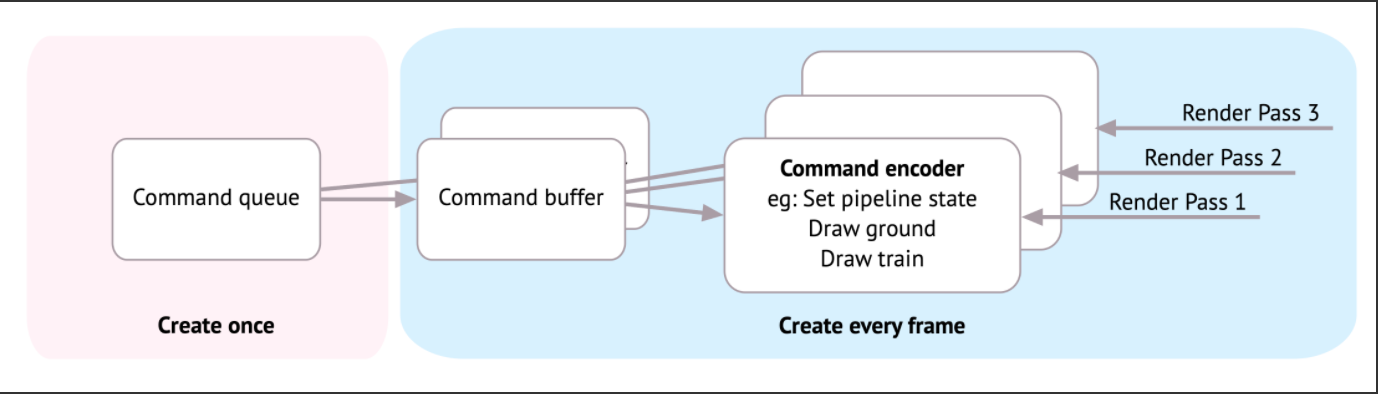 Command queue
Create once
Command buffer
Command encoder
eg: Set pipeline state
Draw ground
Draw train
Render Pass 3
Render Pass 2
Render Pass 1
Create every frame